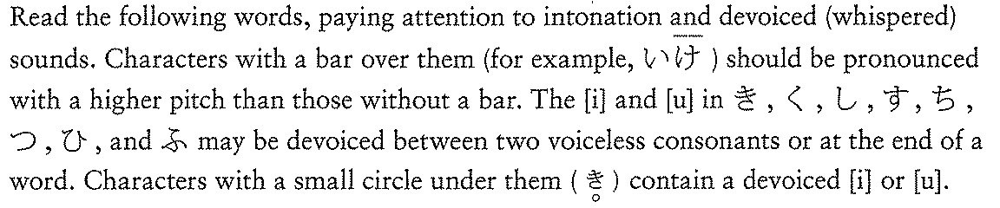 Read the following words, paying attention to intonation and devoiced (whispered)
sounds. Characters with a bar over them (for example, いけ ) should be pronounced
with a higher pitch than those without a bar. The [i] and [u] in き , く , し , す , ち ,
つ , ひ , and ふ may be devoiced between two voiceless consonants or at the end of a
word. Characters with a small circle under them ( き ) contain a devoiced [i] or [u].